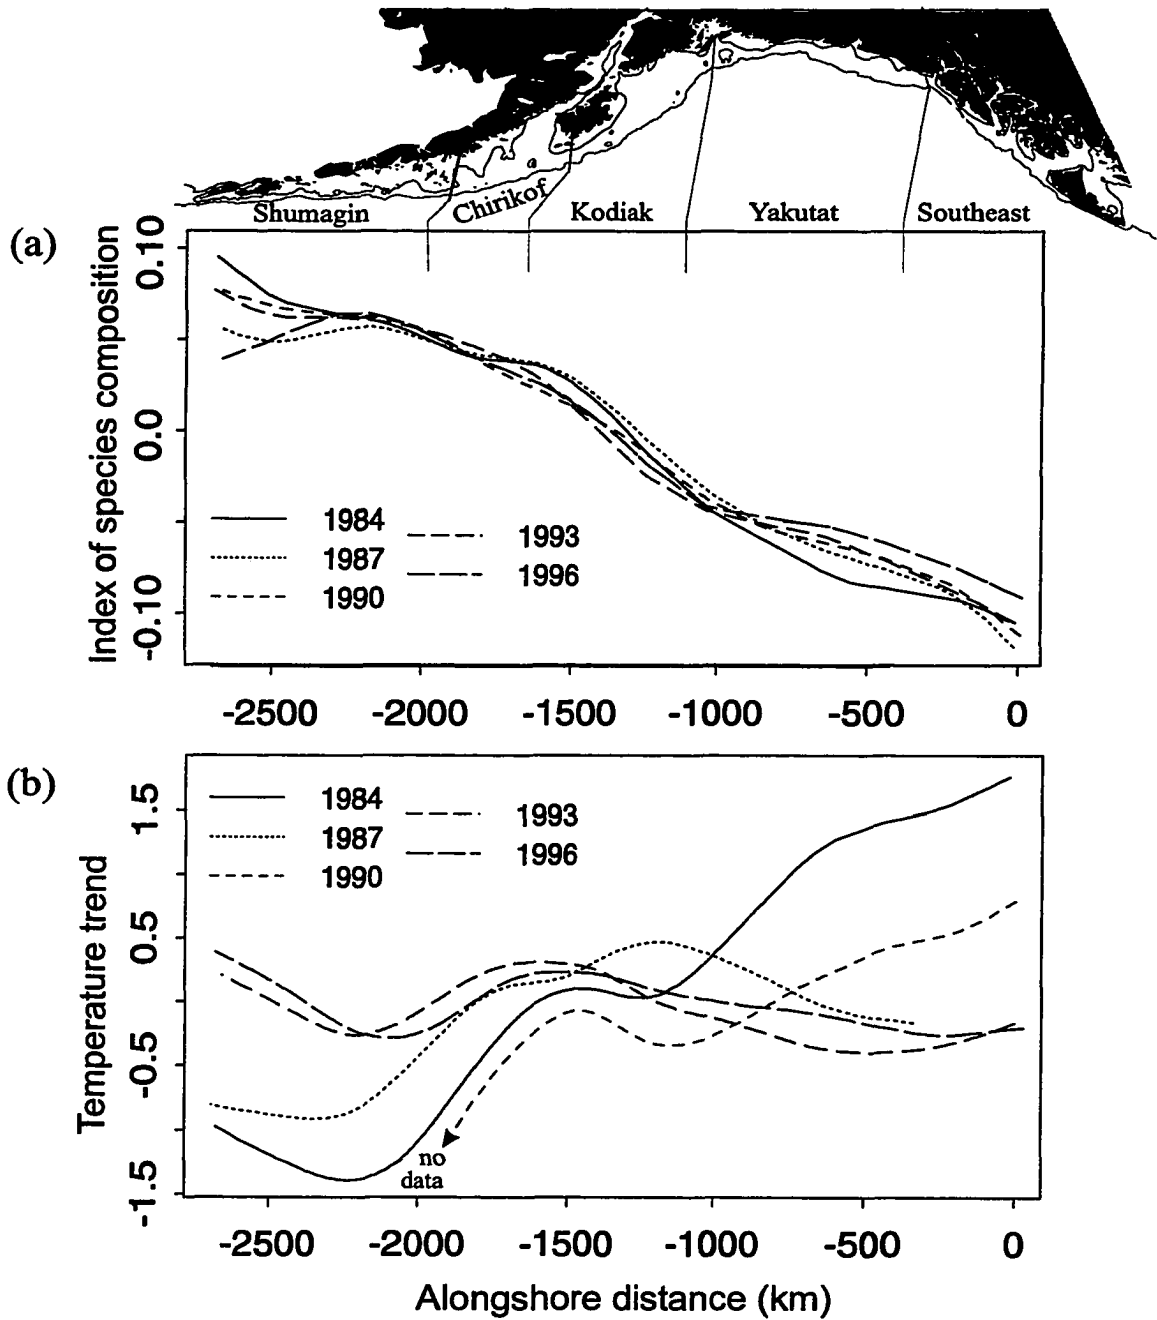 Shumagin Chirikof Kodiak Yakutat Southeast
(a)
Index of species composition
0.10
0.0
-0.10
1984
1987
1990
1993
1996
-2500 -2000 -1500 -1000 -500 0
(b)
Temperature trend
1.5
0.5
-0.5
-1.5
1984
1987
1990
1993
1996
no
data
-2500 -2000 -1500 -1000 -500 0
Alongshore distance (km)